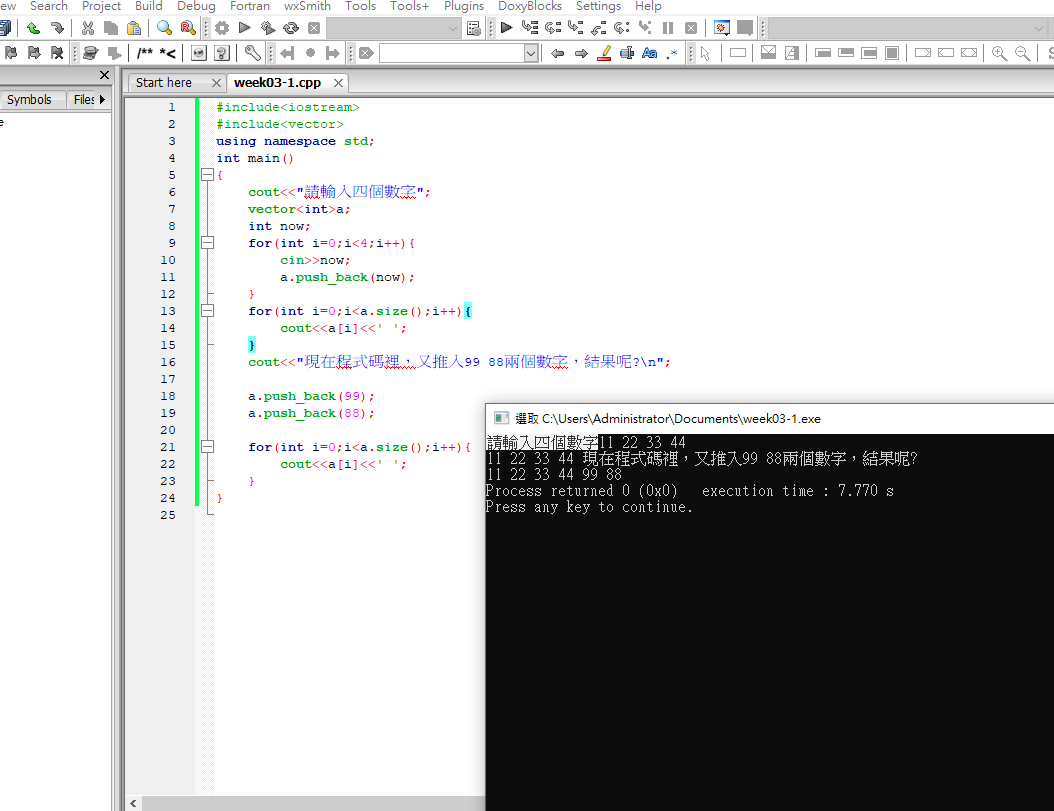 ew Search Project Build Debug Fortran wxSmith Tools Tools+ Plugins DoxyBlocks Settings Help
/** *<
Aa .*
S
Start here
week03-1.cpp
Symbols Files
e
1 #include<iostream>
2 #include<vector>
3 using namespace std;
4 int main()
5 {
6 cout<<"請輸入四個數字";
7 vector<int>a;
8 int now;
9 for(int i=0;i<4;i++){
10 cin>>now;
11 a.push_back(now);
12 }
13 for(int i=0;i<a.size();i++){
14 cout<<a[i]<<' ';
15 }
16 cout<<"現在程式碼裡，又推入99 88兩個數字，結果呢?\n";
17
18 a.push_back(99);
19 a.push_back(88);
20
21 for(int i=0;i<a.size();i++){
22 cout<<a[i]<<' ';
23 }
24 }
25
選取 C:\Users\Administrator\Documents\week03-1.exe
請輸入四個數字11 22 33 44
11 22 33 44 現在程式碼裡，又推入99 88兩個數字，結果呢?
11 22 33 44 99 88
Process returned 0 (0x0) execution time : 7.770 s
Press any key to continue.